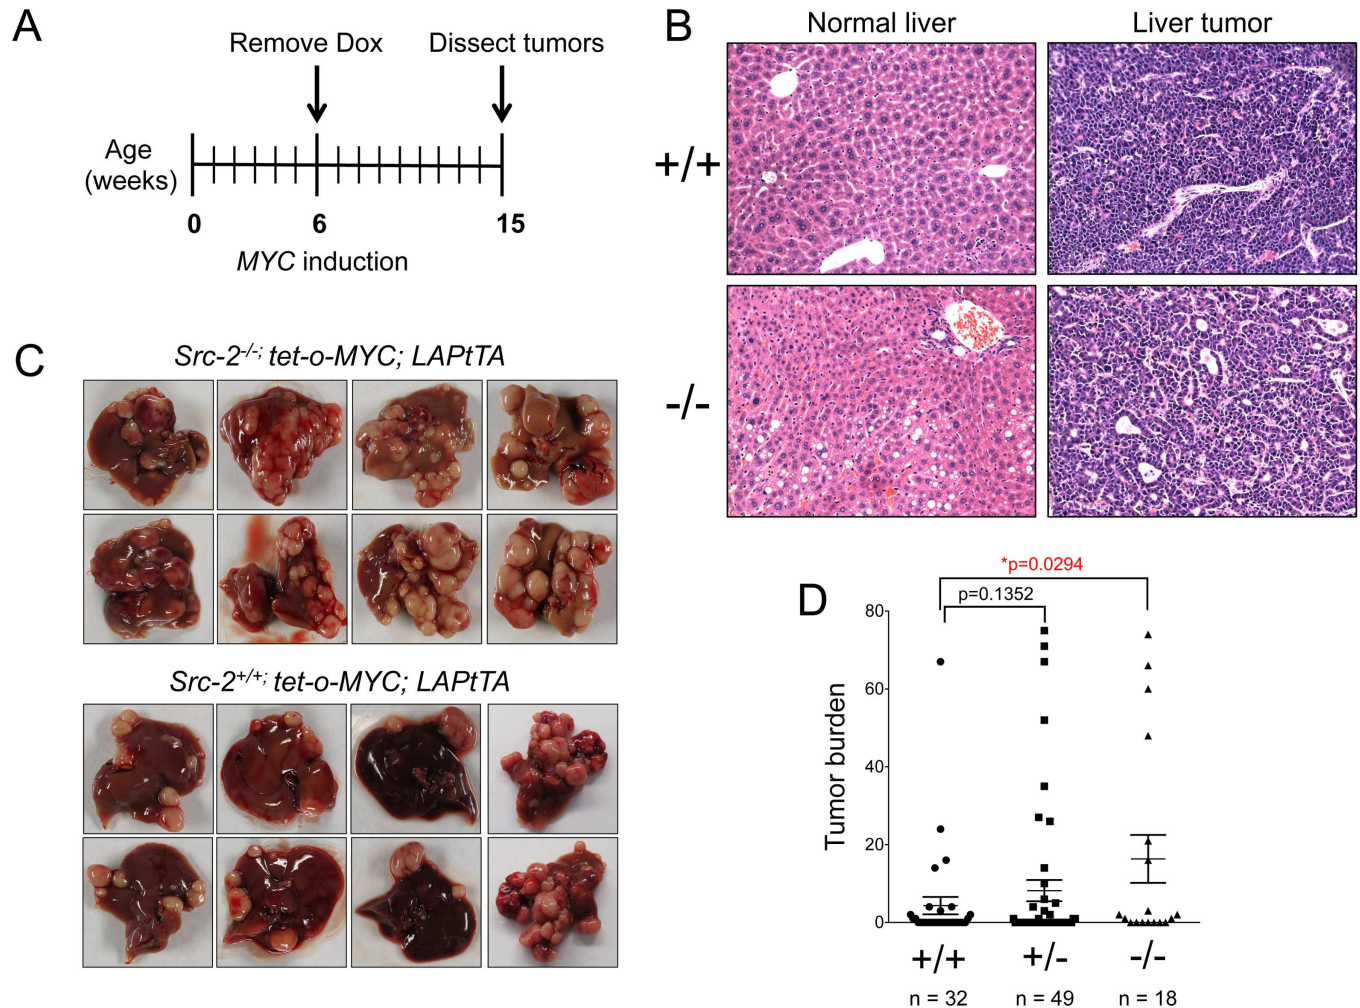 A
Remove Dox
Dissect tumors
Age
(weeks)
0
6
15
MYC induction
B
Normal liver
Liver tumor
+/+
-/-
C
Src-2-/-; tet-o-MYC; LAPtTA
Src-2+/+; tet-o-MYC; LAPtTA
D
*p=0.0294
p=0.1352
Tumor burden
80
60
40
20
0
+/+
+/-
-/-
n = 32
n = 49
n = 18